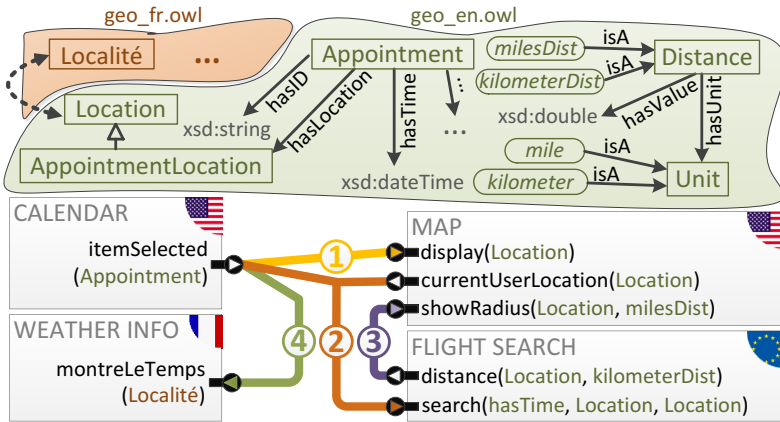 geo_fr.owl
geo_en.owl
Localité
...
Appointment
milesDist
isA
Distance
kilometerDist
isA
hasID
hasLocation
hasTime
...
Location
xsd:string
...
xsd:double
hasValue
hasUnit
AppointmentLocation
xsd:dateTime
mile
isA
kilometer
isA
Unit
CALENDAR
itemSelected
(Appointment)
WEATHER INFO
montreLeTemps
(Localité)
1
4
2
3
MAP
display(Location)
currentUserLocation(Location)
showRadius(Location, milesDist)
FLIGHT SEARCH
distance(Location, kilometerDist)
search(hasTime, Location, Location)